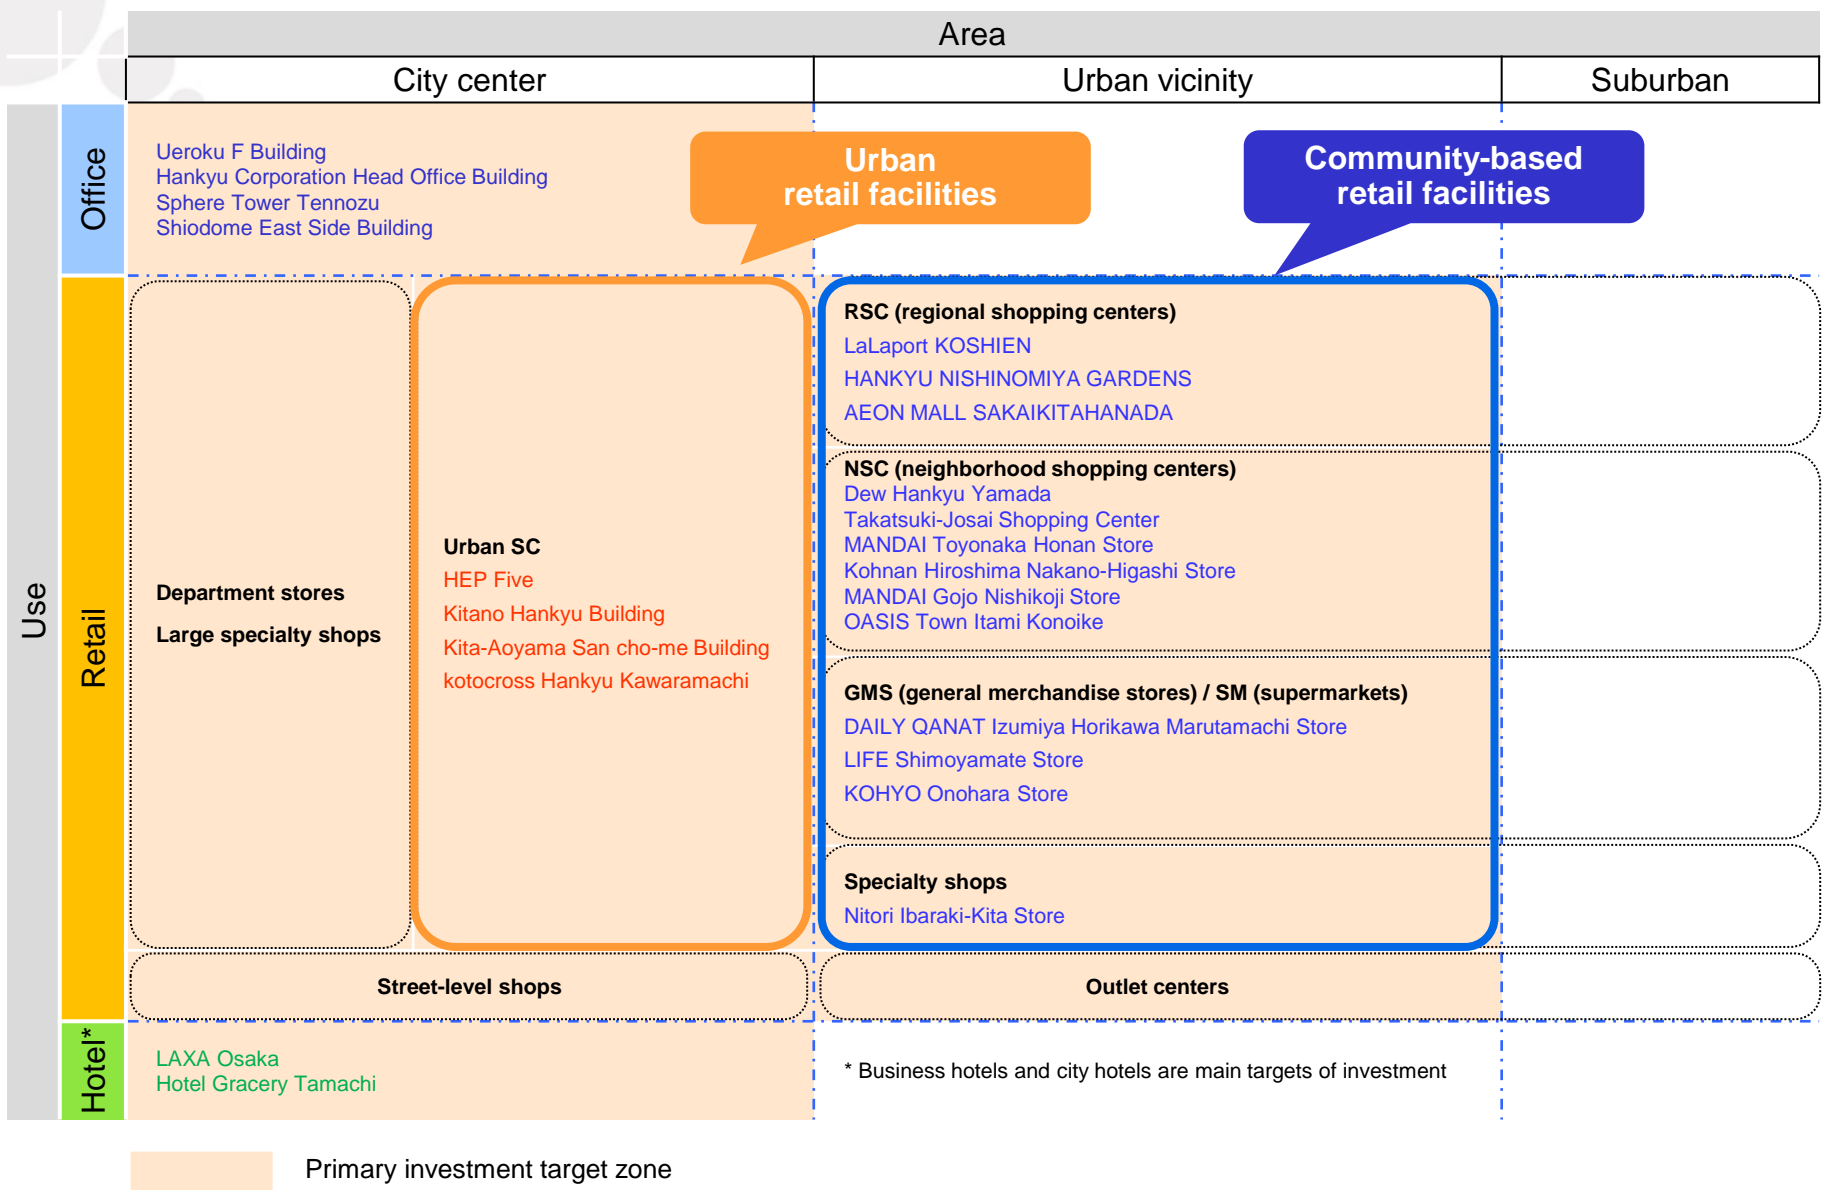 Area
City center
Urban vicinity
Suburban
Use
Office
Ueroku F Building
Hankyu Corporation Head Office Building
Sphere Tower Tennozu
Shiodome East Side Building
Urban
retail facilities
Community-based
retail facilities
Retail
Department stores
Large specialty shops
Urban SC
HEP Five
Kitano Hankyu Building
Kita-Aoyama San cho-me Building
kotocross Hankyu Kawaramachi
RSC (regional shopping centers)
LaLaport KOSHIEN
HANKYU NISHINOMIYA GARDENS
AEON MALL SAKAIKITAHANADA
NSC (neighborhood shopping centers)
Dew Hankyu Yamada
Takatsuki-Josai Shopping Center
MANDAI Toyonaka Honan Store
Kohnan Hiroshima Nakano-Higashi Store
MANDAI Gojo Nishikoji Store
OASIS Town Itami Konoike
GMS (general merchandise stores) / SM (supermarkets)
DAILY QANAT Izumiya Horikawa Marutamachi Store
LIFE Shimoyamate Store
KOHYO Onohara Store
Specialty shops
Nitori Ibaraki-Kita Store
Street-level shops
Outlet centers
Hotel*
LAXA Osaka
Hotel Gracery Tamachi
* Business hotels and city hotels are main targets of investment
Primary investment target zone